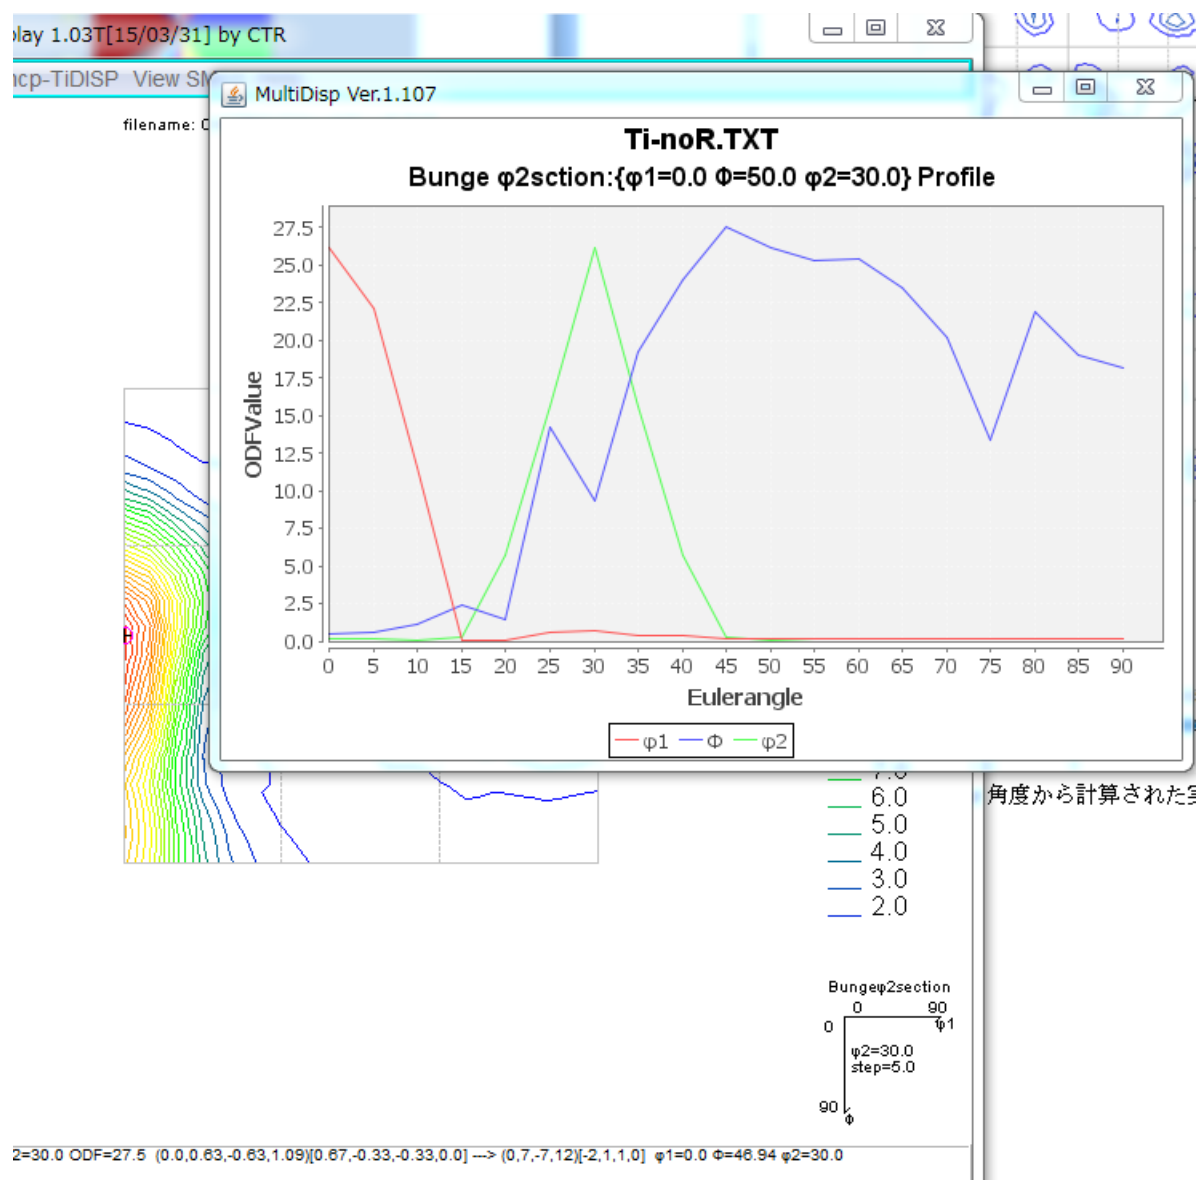 play 1.03T[15/03/31] by CTR
ncp-TiDISP View SM
filename:
MultiDisp Ver.1.107
Ti-noR.TXT
Bunge φ2sction:{φ1=0.0 Φ=50.0 φ2=30.0} Profile
27.5
25.0
22.5
20.0
17.5
15.0
12.5
10.0
7.5
5.0
2.5
0.0
ODFValue
0 5 10 15 20 25 30 35 40 45 50 55 60 65 70 75 80 85 90
Eulerangle
φ1 Φ φ2
7.0
6.0
5.0
4.0
3.0
2.0
角度から計算された
Bungeφ2section
0 90
0 φ1
φ2=30.0
step=5.0
90
Φ
2=30.0 ODF=27.5 (0.0,0.63,-0.63,1.09)[0.67,-0.33,-0.33,0.0] ---> (0,7,-7,12)[-2,1,1,0] φ1=0.0 Φ=46.94 φ2=30.0